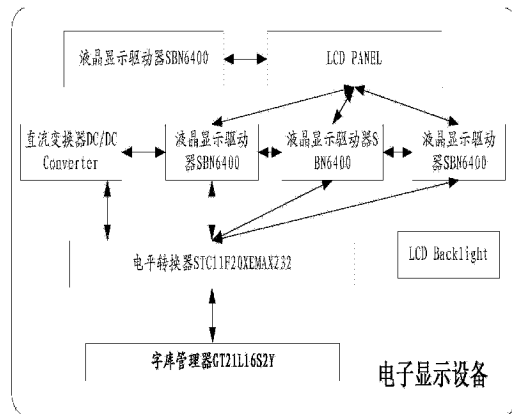 液晶显示驱动器SBN6400
LCD PANEL
直流变换器DC/DC
Converter
液晶显示驱动
器SBN6400
液晶显示驱动器S
BN6400
液晶显示驱
动器SBN6400
电平转换器STC11F20XEMAX232
LCD Backlight
字库管理器GT21L16S2Y
电子显示设备